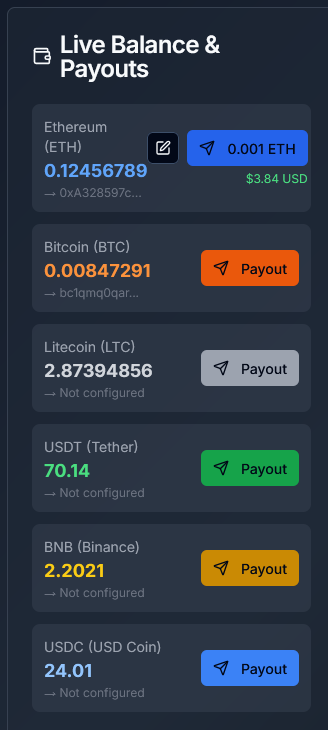 Live Balance &
Payouts
Ethereum
(ETH)
0.12456789
→ 0xA328597c...
0.001 ETH
$3.84 USD
Bitcoin (BTC)
0.00847291
→ bc1qmq0qar...
Payout
Litecoin (LTC)
2.87394856
→ Not configured
Payout
USDT (Tether)
70.14
→ Not configured
Payout
BNB (Binance)
2.2021
→ Not configured
Payout
USDC (USD Coin)
24.01
→ Not configured
Payout